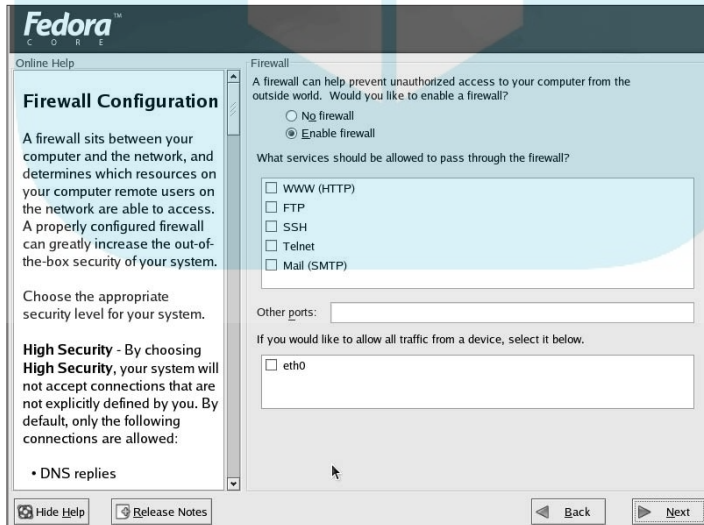 Fedora™
CORE
Online Help
Firewall Configuration
A firewall sits between your
computer and the network, and
determines which resources on
your computer remote users on
the network are able to access.
A properly configured firewall
can greatly increase the out-of-
the-box security of your system.
Choose the appropriate
security level for your system.
High Security - By choosing
High Security, your system will
not accept connections that are
not explicitly defined by you. By
default, only the following
connections are allowed:
• DNS replies
Firewall
A firewall can help prevent unauthorized access to your computer from the
outside world. Would you like to enable a firewall?
No firewall
Enable firewall
What services should be allowed to pass through the firewall?
WWW (HTTP)
FTP
SSH
Telnet
Mail (SMTP)
Other ports:
If you would like to allow all traffic from a device, select it below.
eth0
Hide Help
Release Notes
Back
Next